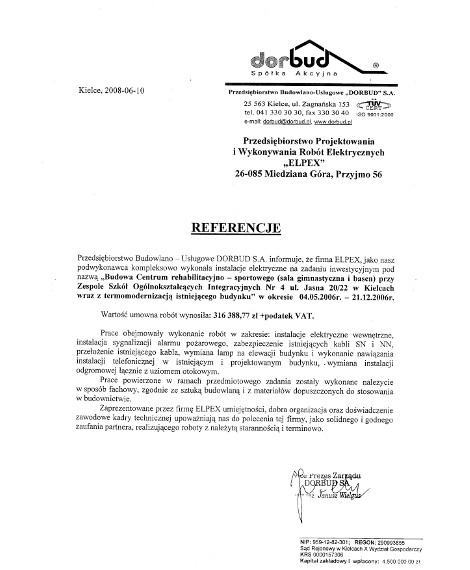 dorbud ®
Spółka Akcyjna
Kielce, 2008-06-10
Przedsiębiorstwo Budowlano-Usługowe „DORBUD" S.A.
25 563 Kielce, ul. Zagnańska 153
tel. 041 330 30 30, fax 330 30 40
e-mail: dorbud@dorbud.pl, www.dorbud.pl
TÜV
CERT
ISO 9001:2000
Przedsiębiorstwo Projektowania
i Wykonywania Robót Elektrycznych
„ELPEX"
26-085 Miedziana Góra, Przyjmo 56
REFERENCJE
Przedsiębiorstwo Budowlano – Usługowe DORBUD S.A. informuje, że firma ELPEX, jako nasz
podwykonawca kompleksowo wykonała instalacje elektryczne na zadaniu inwestycyjnym pod
nazwą „Budowa Centrum rehabilitacyjno – sportowego (sala gimnastyczna i basen) przy
Zespole Szkół Ogólnokształcących Integracyjnych Nr 4 ul. Jasna 20/22 w Kielcach
wraz z termomodernizacją istniejącego budynku" w okresie 04.05.2006r. – 21.12.2006r.
Wartość umowna robót wynosiła: 316 388,77 zł +podatek VAT.
Prace obejmowały wykonanie robót w zakresie: instalacje elektryczne wewnętrzne,
instalacja sygnalizacji alarmu pożarowego, zabezpieczenie istniejących kabli SN i NN,
przełożenie istniejącego kabla, wymiana lamp na elewacji budynku i wykonanie nawiązania
instalacji telefonicznej w istniejącym i projektowanym budynku, wymiana instalacji
odgromowej łącznie z uziomem otokowym.
Prace powierzone w ramach przedmiotowego zadania zostały wykonane należycie
w sposób fachowy, zgodnie ze sztuką budowlaną i z materiałów dopuszczonych do stosowania
w budownictwie.
Zaprezentowane przez firmę ELPEX umiejętności, dobra organizacja oraz doświadczenie
zawodowe kadry technicznej upoważniają nas do polecenia tej firmy, jako solidnego i godnego
zaufania partnera, realizującego roboty z należytą starannością i terminowo.
Prezes Zarządu
DORBUD SA
Janusz Wielgus
NIP: 959-12-82-301; REGON: 290993895
Sąd Rejonowy w Kielcach X Wydział Gospodarczy
KRS 0000157306
Kapitał zakładowy i wpłacony: 4.500.000,00 zł